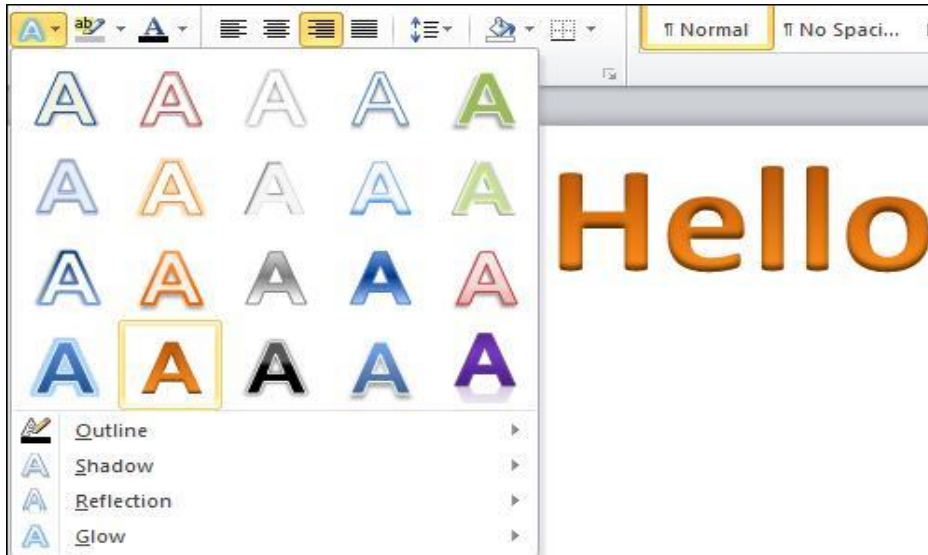 ¶ Normal
¶ No Spaci...
Hello
Outline
Shadow
Reflection
Glow